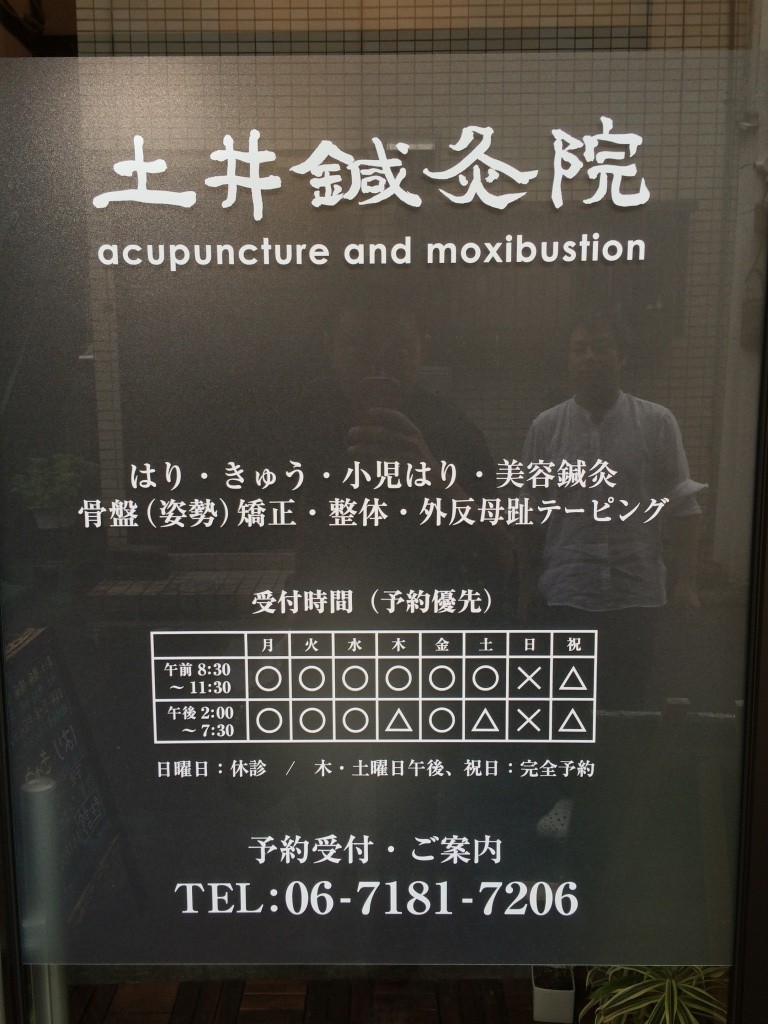 土井鍼灸院
acupuncture and moxibustion
はり・きゅう・小児はり・美容鍼灸
骨盤(姿勢)矯正・整体・外反母趾テーピング
受付時間(予約優先)
月 火 水 木 金 土 日 祝
午前 8:30 ～ 11:30 ○ ○ ○ ○ ○ ○ × △
午後 2:00 ～ 7:30 ○ ○ ○ △ ○ △ × △
日曜日:休診 / 木・土曜日午後、祝日:完全予約
予約受付・ご案内
TEL:06-7181-7206